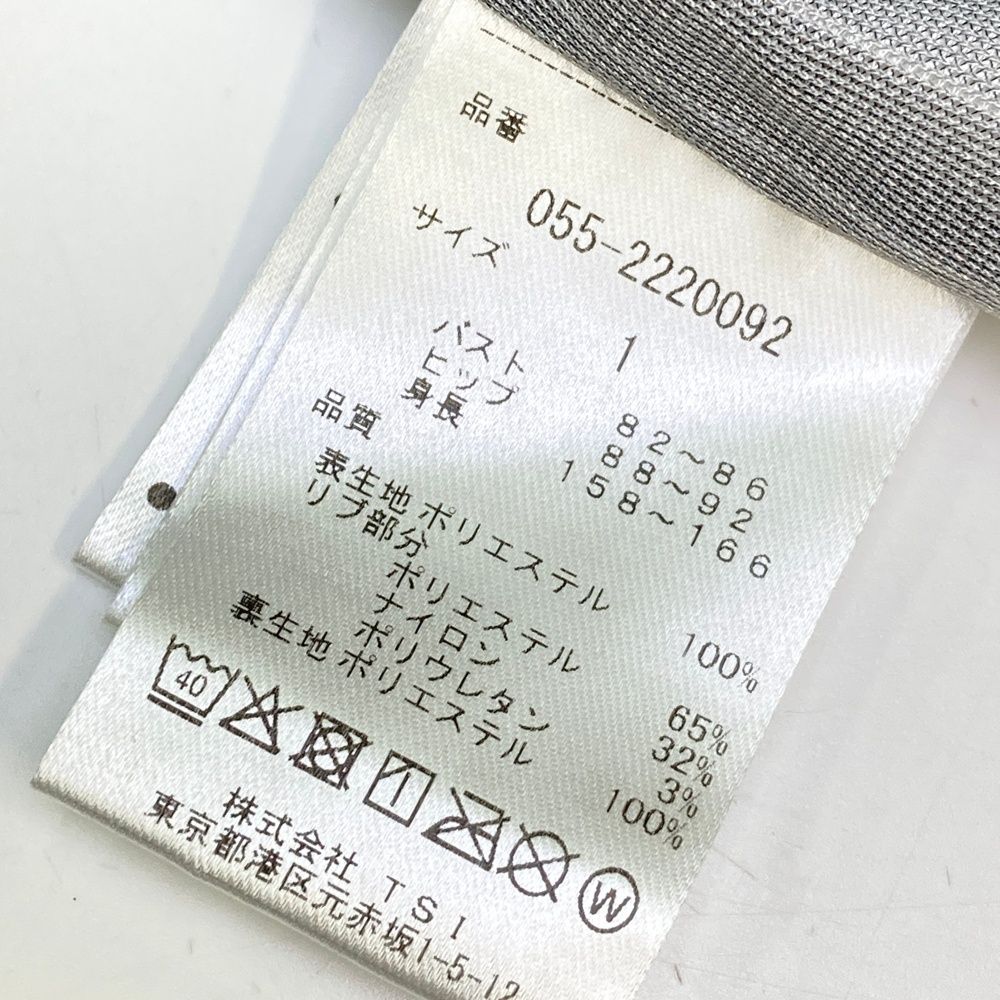 品番
055-2220092
サイズ
1
バスト 82～86
ヒップ 88～92
身長 158～166
品質
表生地 ポリエステル 100%
リブ部分
ポリエステル 65%
ナイロン 32%
ポリウレタン 3%
裏生地 ポリエステル 100%
40
W
株式会社 TSI
東京都港区元赤坂1-5-12